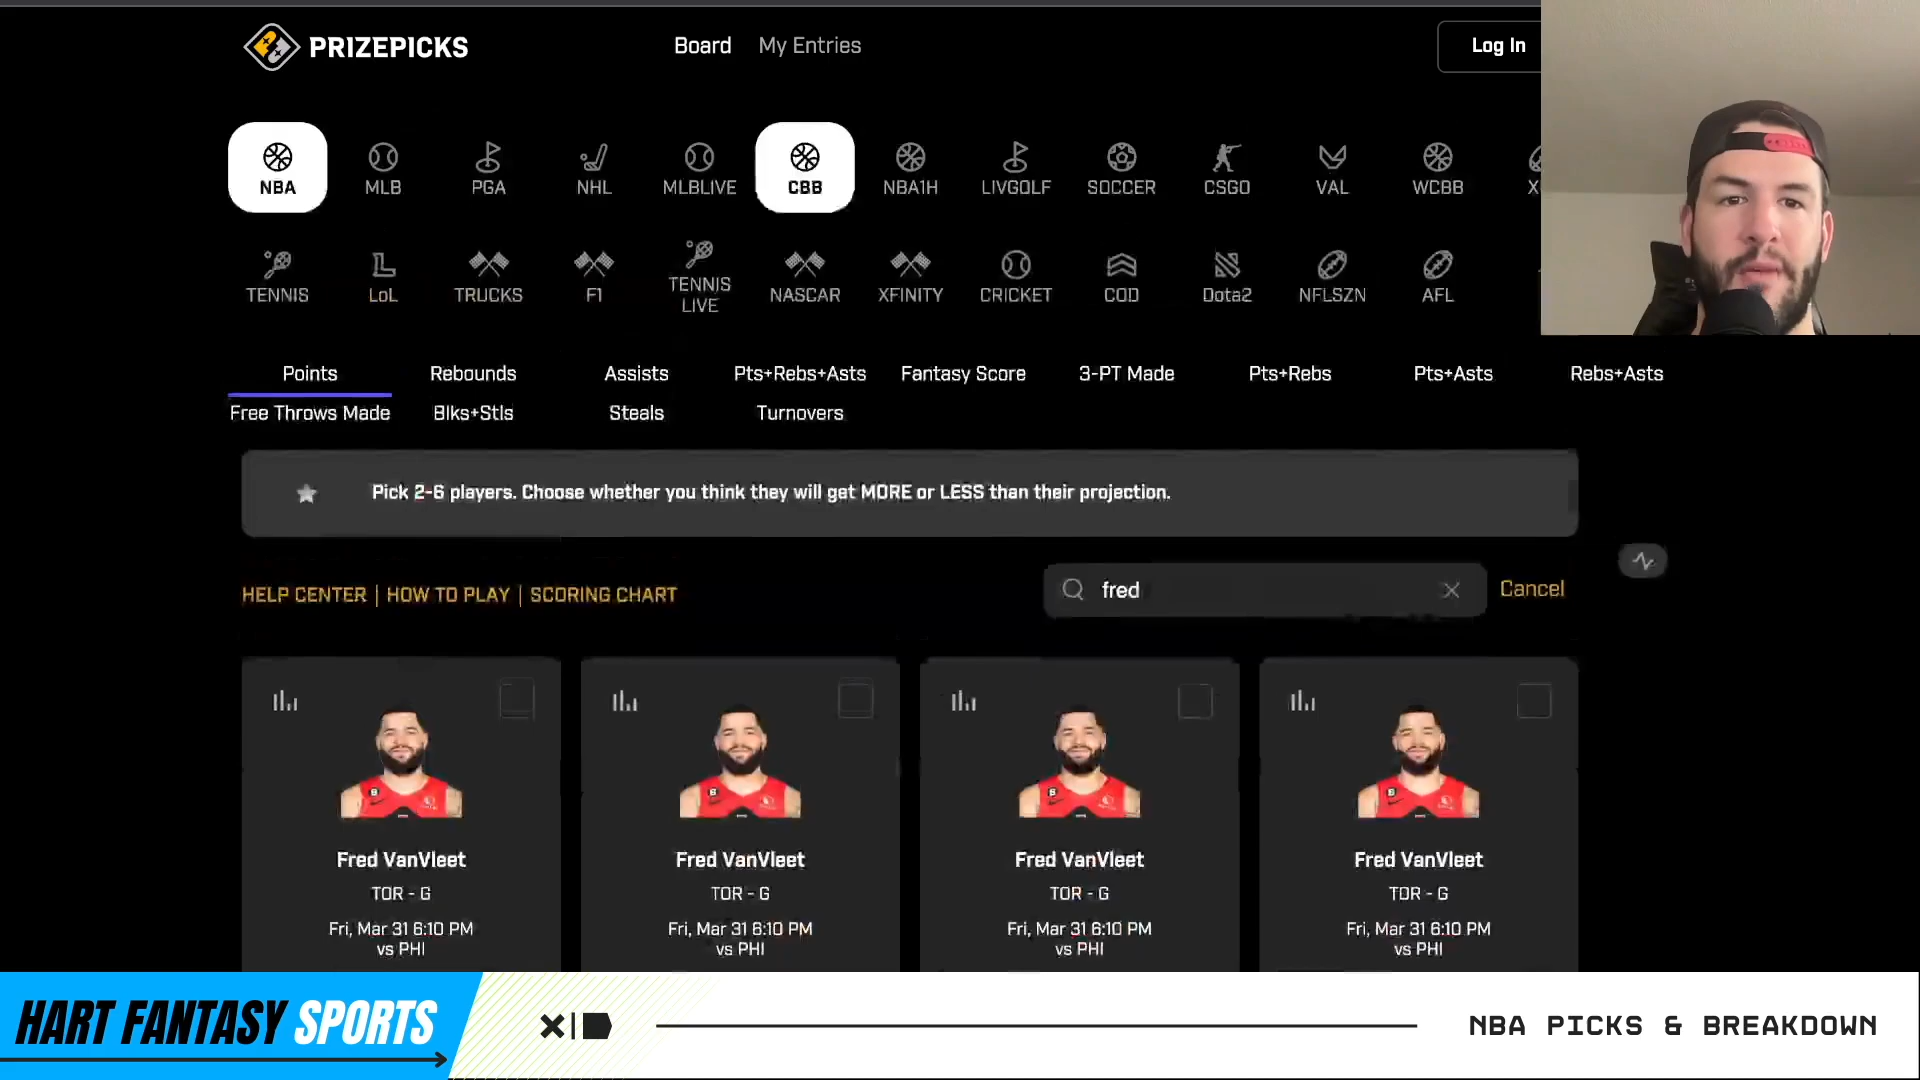 PRIZEPICKS
Board
My Entries
Log In
NBA
MLB
PGA
NHL
MLBLIVE
CBB
NBA1H
LIVGOLF
SOCCER
CSGO
VAL
WCBB
X
TENNIS
LoL
TRUCKS
F1
TENNIS
LIVE
NASCAR
XFINITY
CRICKET
COD
Dota2
NFLSZN
AFL
Points
Rebounds
Assists
Pts+Rebs+Asts
Fantasy Score
3-PT Made
Pts+Rebs
Pts+Asts
Rebs+Asts
Free Throws Made
Blks+Stls
Steals
Turnovers
Pick 2-6 players. Choose whether you think they will get MORE or LESS than their projection.
HELP CENTER | HOW TO PLAY | SCORING CHART
fred
Cancel
Fred VanVleet
TOR - G
Fri, Mar 31 6:10 PM
vs PHI
Fred VanVleet
TOR - G
Fri, Mar 31 6:10 PM
vs PHI
Fred VanVleet
TOR - G
Fri, Mar 31 6:10 PM
vs PHI
Fred VanVleet
TOR - G
Fri, Mar 31 6:10 PM
vs PHI
HART FANTASY SPORTS
NBA PICKS & BREAKDOWN